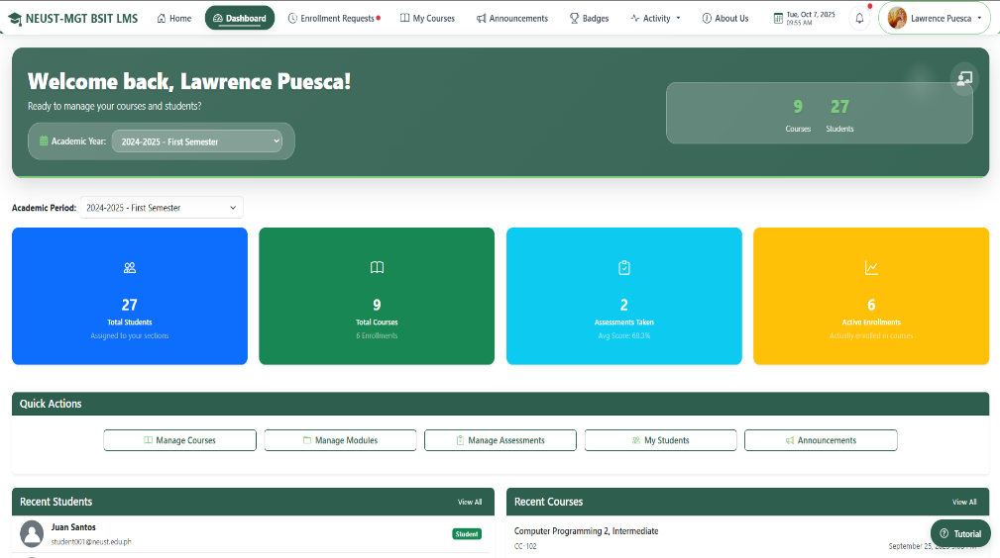 NEUST-MGT BSIT LMS
Home
Dashboard
Enrollment Requests
My Courses
Announcements
Badges
Activity
About Us
Tue, Oct 7, 2025
09:55 AM
Lawrence Puesca
Welcome back, Lawrence Puesca!
Ready to manage your courses and students?
Academic Year: 2024-2025 - First Semester
9 27
Courses Students
Academic Period: 2024-2025 - First Semester
27
Total Students
Assigned to your sections
9
Total Courses
6 Enrollments
2
Assessments Taken
Avg Score: 68.3%
6
Active Enrollments
Actually enrolled in courses
Quick Actions
Manage Courses
Manage Modules
Manage Assessments
My Students
Announcements
Recent Students
View All
Juan Santos
student001@neust.edu.ph
Student
Recent Courses
View All
Computer Programming 2, Intermediate
CC-102
September 25,
Tutorial